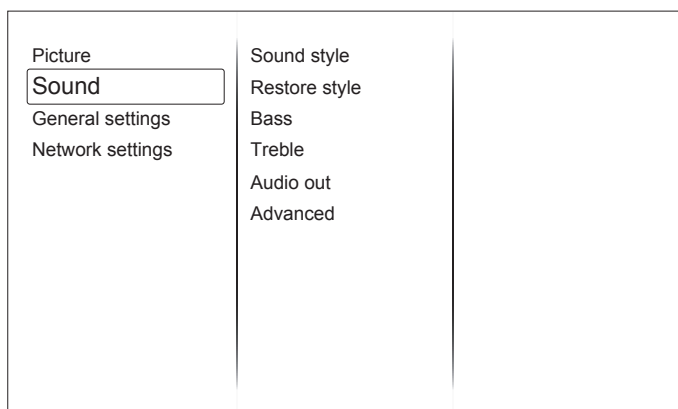 Picture
Sound
General settings
Network settings
Sound style
Restore style
Bass
Treble
Audio out
Advanced